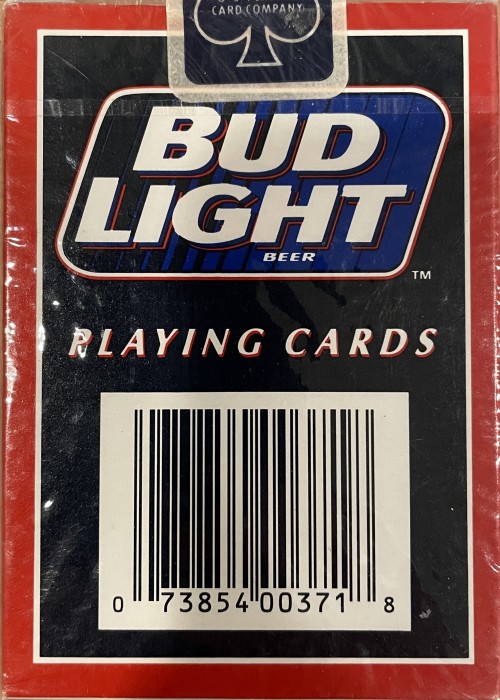 CARD COMPANY
BUD
LIGHT
BEER
TM
PLAYING CARDS
0 73854 00371 8